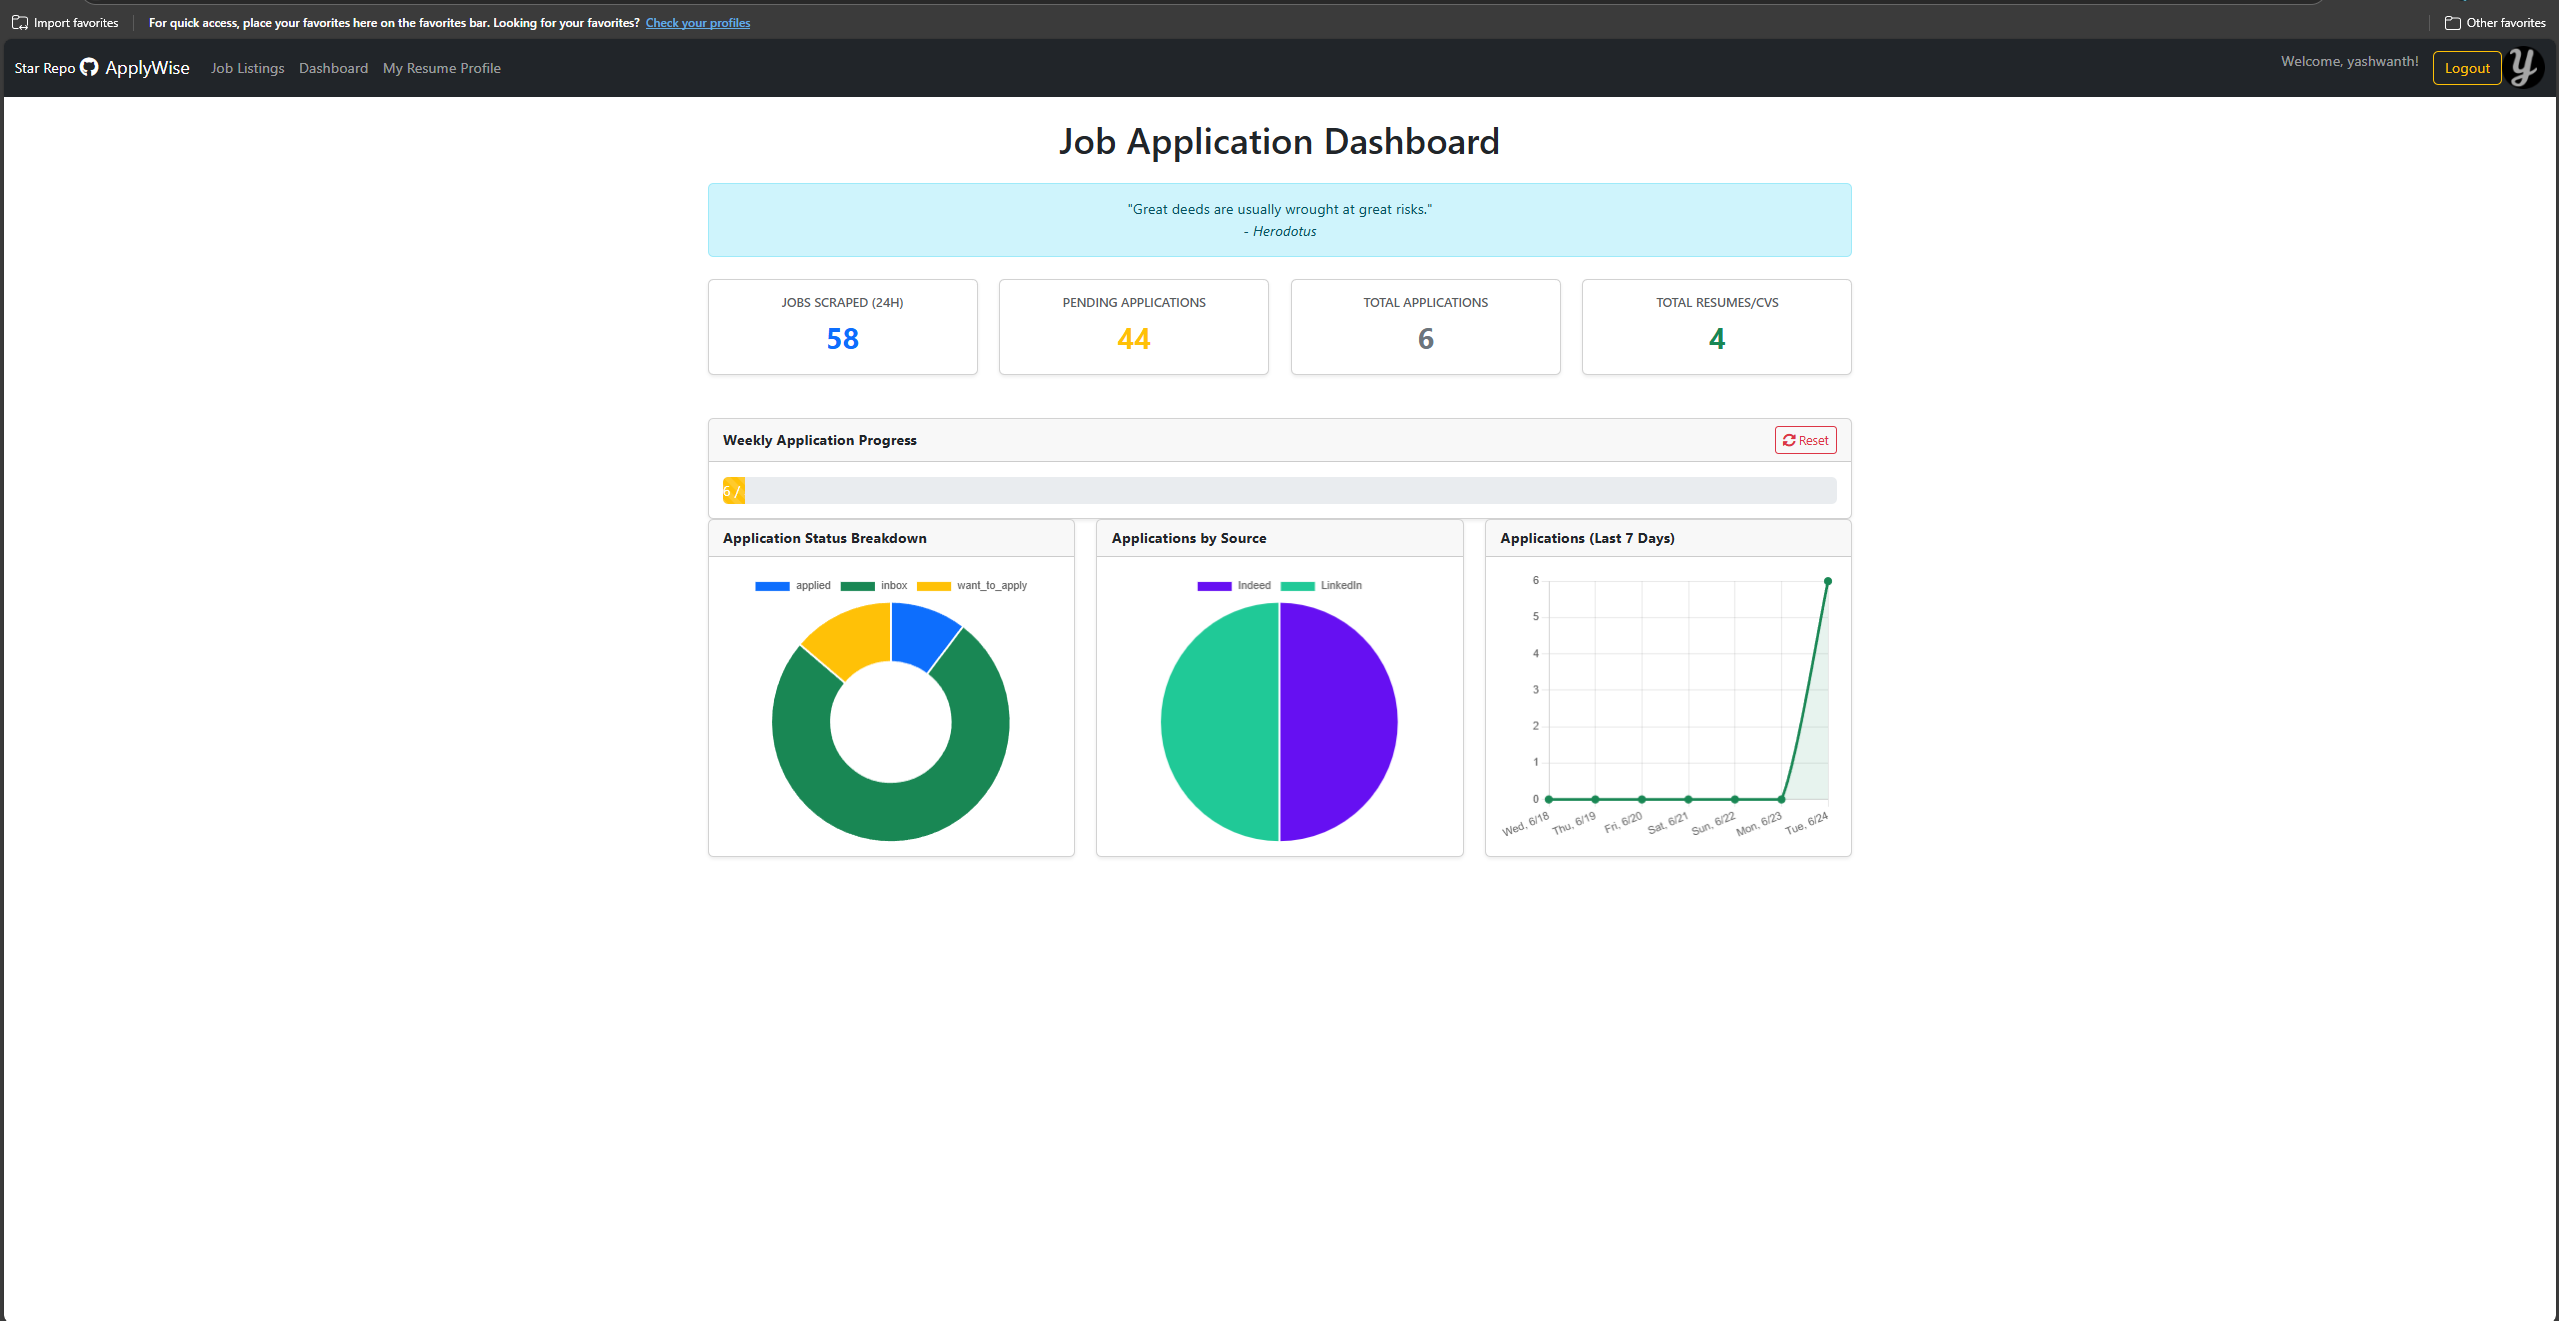 Import favorites
For quick access, place your favorites here on the favorites bar. Looking for your favorites? Check your profiles
Other favorites
Star Repo ApplyWise Job Listings Dashboard My Resume Profile
Welcome, yashwanth! Logout
Job Application Dashboard
"Great deeds are usually wrought at great risks."
- Herodotus
JOBS SCRAPED (24H)
58
PENDING APPLICATIONS
44
TOTAL APPLICATIONS
6
TOTAL RESUMES/CVS
4
Weekly Application Progress
Reset
6 /
Application Status Breakdown
applied inbox want_to_apply
Applications by Source
Indeed LinkedIn
Applications (Last 7 Days)
6
5
4
3
2
1
0
Wed, 6/18 Thu, 6/19 Fri, 6/20 Sat, 6/21 Sun, 6/22 Mon, 6/23 Tue, 6/24